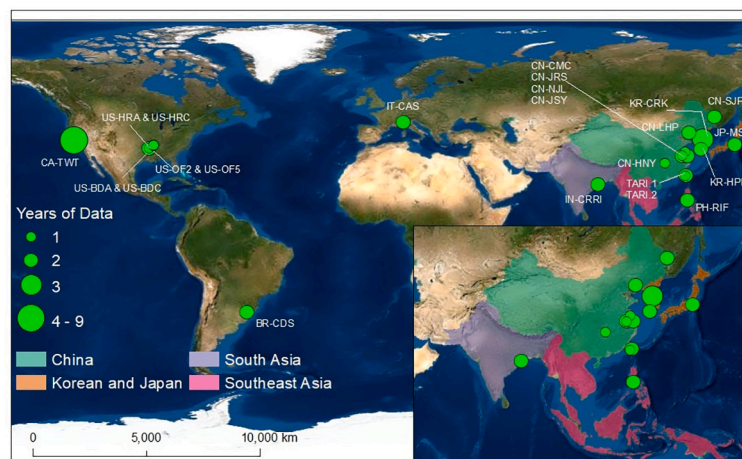 CN-CMC
CN-JRS
CN-NJL
CN-JSY
KR-CRK
CN-SJP
US-HRA & US-HRC
IT-CAS
CN-LHP
JP-MS
CA-TWT
US-OF2 & US-OF5
CN-HNY
US-BDA & US-BDC
TARI 1
TARI 2
KR-HP
IN-CRRI
PH-RIF
Years of Data
1
2
3
4 - 9
BR-CDS
China
South Asia
Korean and Japan
Southeast Asia
0
5,000
10,000 km